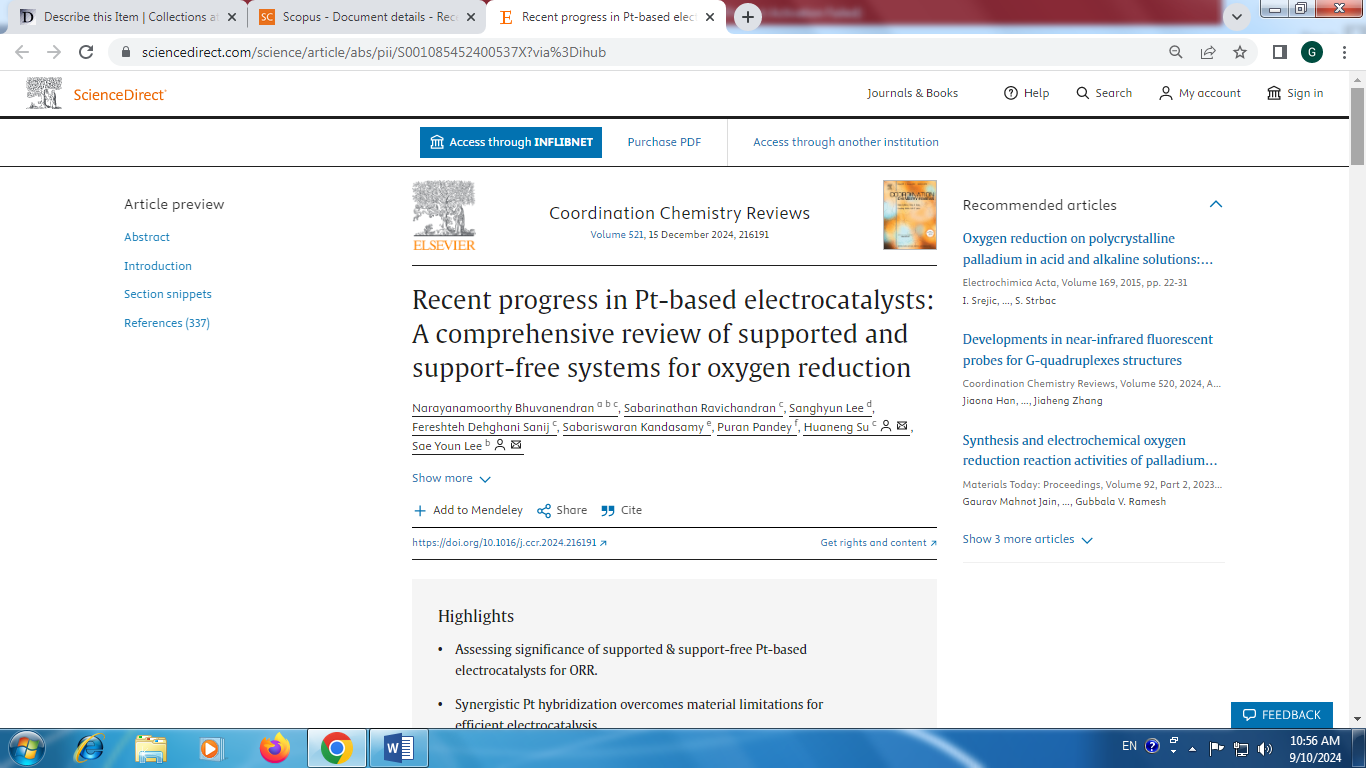 Describe this Item | Collections a
Scopus - Document details - Rec
Recent progress in Pt-based elec
sciencedirect.com/science/article/abs/pii/S001085452400537X?via%3Dihub
G
ScienceDirect
Journals & Books
Help
Search
My account
Sign in
Access through INFLIBNET
Purchase PDF
Access through another institution
Article preview
Abstract
Introduction
Section snippets
References (337)
ELSEVIER
Coordination Chemistry Reviews
Volume 521, 15 December 2024, 216191
Recent progress in Pt-based electrocatalysts:
A comprehensive review of supported and
support-free systems for oxygen reduction
Narayanamoorthy Bhuvanendran a b c, Sabarinathan Ravichandran c, Sanghyun Lee d,
Fereshteh Dehghani Sanij c, Sabariswaran Kandasamy e, Puran Pandey f, Huaneng Su c,
Sae Youn Lee b
Show more
Add to Mendeley
Share
Cite
https://doi.org/10.1016/j.ccr.2024.216191
Get rights and content
Highlights
• Assessing significance of supported & support-free Pt-based
electrocatalysts for ORR.
• Synergistic Pt hybridization overcomes material limitations for
efficient electrocatalysis.
Recommended articles
Oxygen reduction on polycrystalline
palladium in acid and alkaline solutions:…
Electrochimica Acta, Volume 169, 2015, pp. 22-31
I. Srejic, …, S. Strbac
Developments in near-infrared fluorescent
probes for G-quadruplexes structures
Coordination Chemistry Reviews, Volume 520, 2024, A…
Jiaona Han, …, Jiaheng Zhang
Synthesis and electrochemical oxygen
reduction reaction activities of palladium…
Materials Today: Proceedings, Volume 92, Part 2, 2023…
Gaurav Mahnot Jain, …, Gubbala V. Ramesh
Show 3 more articles
FEEDBACK
EN
10:56 AM
9/10/2024